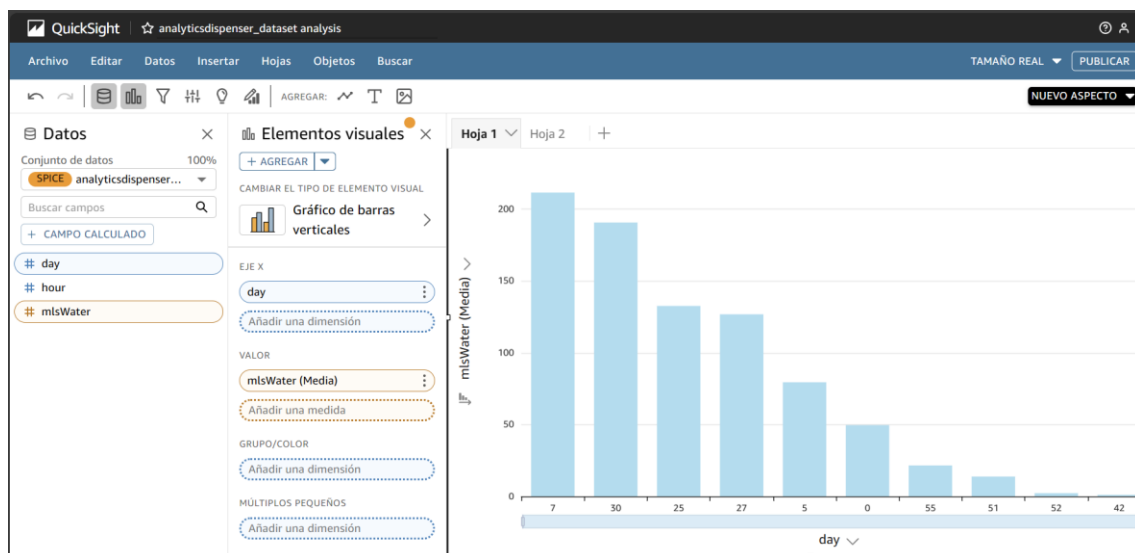 QuickSight
analyticsdispenser_dataset analysis
Archivo Editar Datos Insertar Hojas Objetos Buscar
TAMAÑO REAL
PUBLICAR
AGREGAR:
NUEVO ASPECTO
Datos
Conjunto de datos 100%
SPICE analyticsdispenser...
Buscar campos
+ CAMPO CALCULADO
# day
# hour
# mlsWater
Elementos visuales
+ AGREGAR
CAMBIAR EL TIPO DE ELEMENTO VISUAL
Gráfico de barras
verticales
EJE X
day
Añadir una dimensión
VALOR
mlsWater (Media)
Añadir una medida
GRUPO/COLOR
Añadir una dimensión
MÚLTIPLOS PEQUEÑOS
Añadir una dimensión
Hoja 1 Hoja 2 +
mlsWater (Media)
200
150
100
50
0
7 30 25 27 5 0 55 51 52 42
day